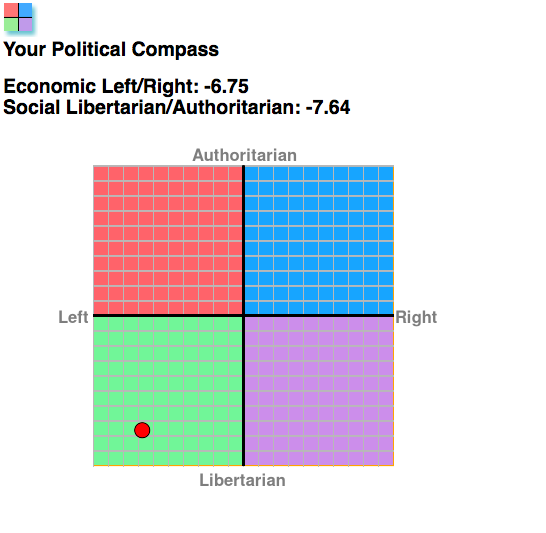 Your Political Compass
Economic Left/Right: -6.75
Social Libertarian/Authoritarian: -7.64
Authoritarian
Left
Right
Libertarian